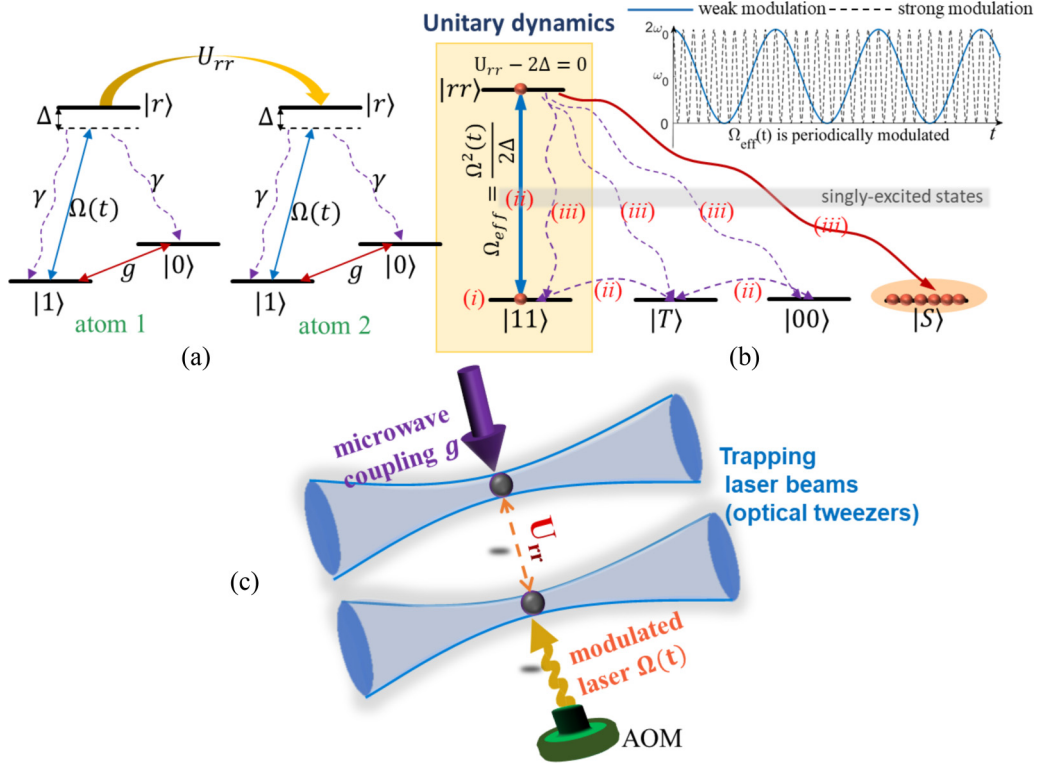 U_rr
|r⟩
|r⟩
Δ
Δ
γ
Ω(t)
γ
γ
Ω(t)
γ
|0⟩
|0⟩
g
g
|1⟩
|1⟩
atom 1
atom 2
(a)
Unitary dynamics
U_rr − 2Δ = 0
|rr⟩
Ω_eff = Ω²(t)/2Δ
(ii)
(iii)
(iii)
(iii)
(iii)
singly-excited states
(i)
(ii)
(ii)
|11⟩
|T⟩
|00⟩
|S⟩
(b)
weak modulation
strong modulation
2ω₀
ω₀
0
t
Ω_eff(t) is periodically modulated
microwave
coupling g
Trapping
laser beams
(optical tweezers)
U_rr
(c)
modulated
laser Ω(t)
AOM